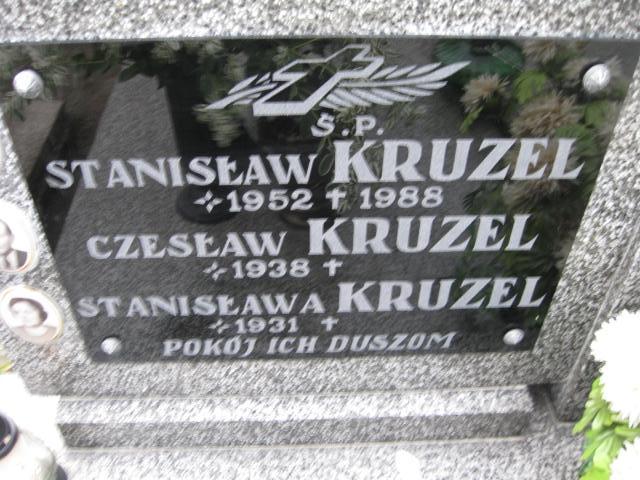 Ś.P.
STANISŁAW KRUZEL
✧ 1952 ✝ 1988
CZESŁAW KRUZEL
✧ 1938 ✝
STANISŁAWA KRUZEL
✧ 1931 ✝
POKÓJ ICH DUSZOM